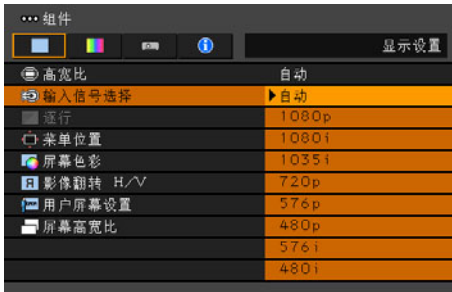 组件
显示设置
高宽比 自动
输入信号选择 自动
逐行 1080p
菜单位置 1080i
屏幕色彩 1035i
影像翻转 H/V 720p
用户屏幕设置 576p
屏幕高宽比 480p
576i
480i